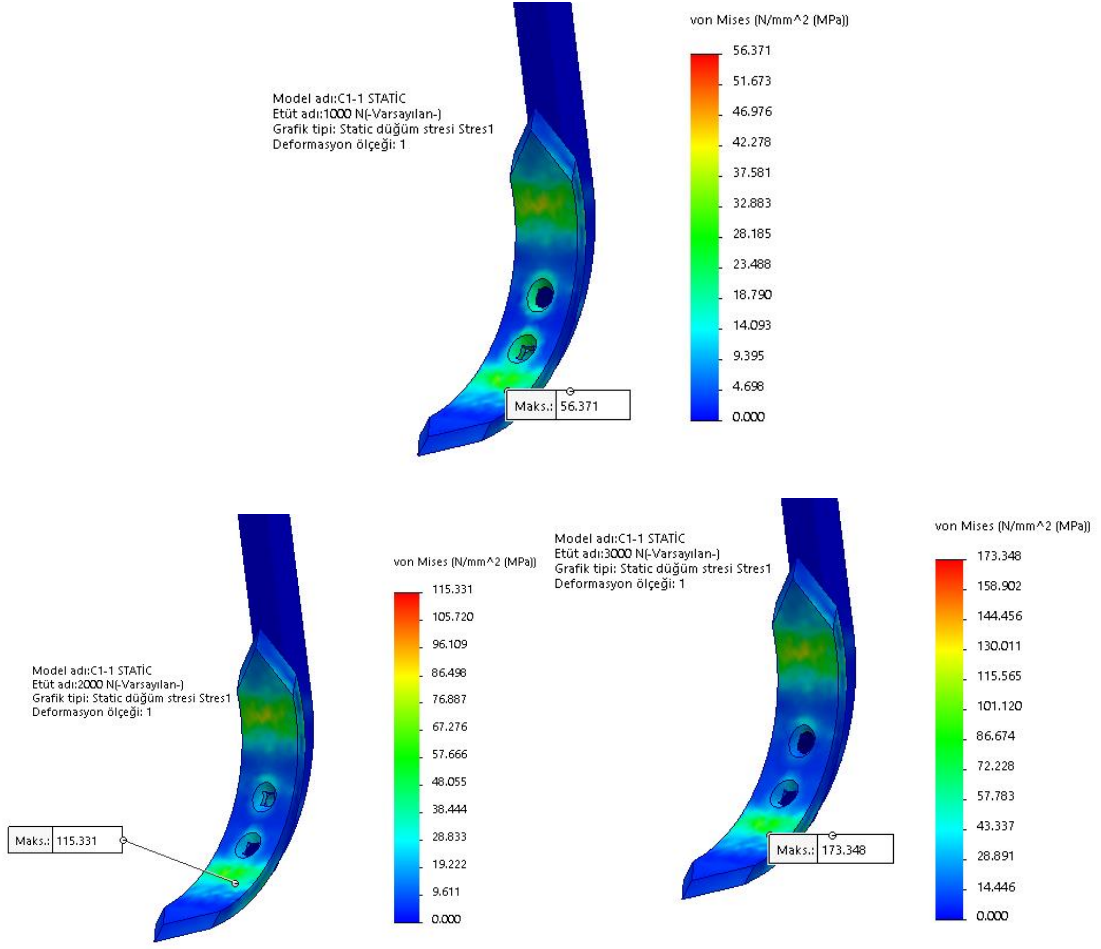 von Mises (N/mm^2 (MPa))
56.371
51.673
46.976
42.278
37.581
32.883
28.185
23.488
18.790
14.093
9.395
4.698
0.000
Model adı:C1-1 STATİC
Etüt adı:1000 N(-Varsayılan-)
Grafik tipi: Static düğüm stresi Stres1
Deformasyon ölçeği: 1
Maks.: 56.371
Model adı:C1-1 STATİC
Etüt adı:2000 N(-Varsayılan-)
Grafik tipi: Static düğüm stresi Stres1
Deformasyon ölçeği: 1
Maks.: 115.331
von Mises (N/mm^2 (MPa))
115.331
105.720
96.109
86.498
76.887
67.276
57.666
48.055
38.444
28.833
19.222
9.611
0.000
Model adı:C1-1 STATİC
Etüt adı:3000 N(-Varsayılan-)
Grafik tipi: Static düğüm stresi Stres1
Deformasyon ölçeği: 1
Maks.: 173.348
von Mises (N/mm^2 (MPa))
173.348
158.902
144.456
130.011
115.565
101.120
86.674
72.228
57.783
43.337
28.891
14.446
0.000